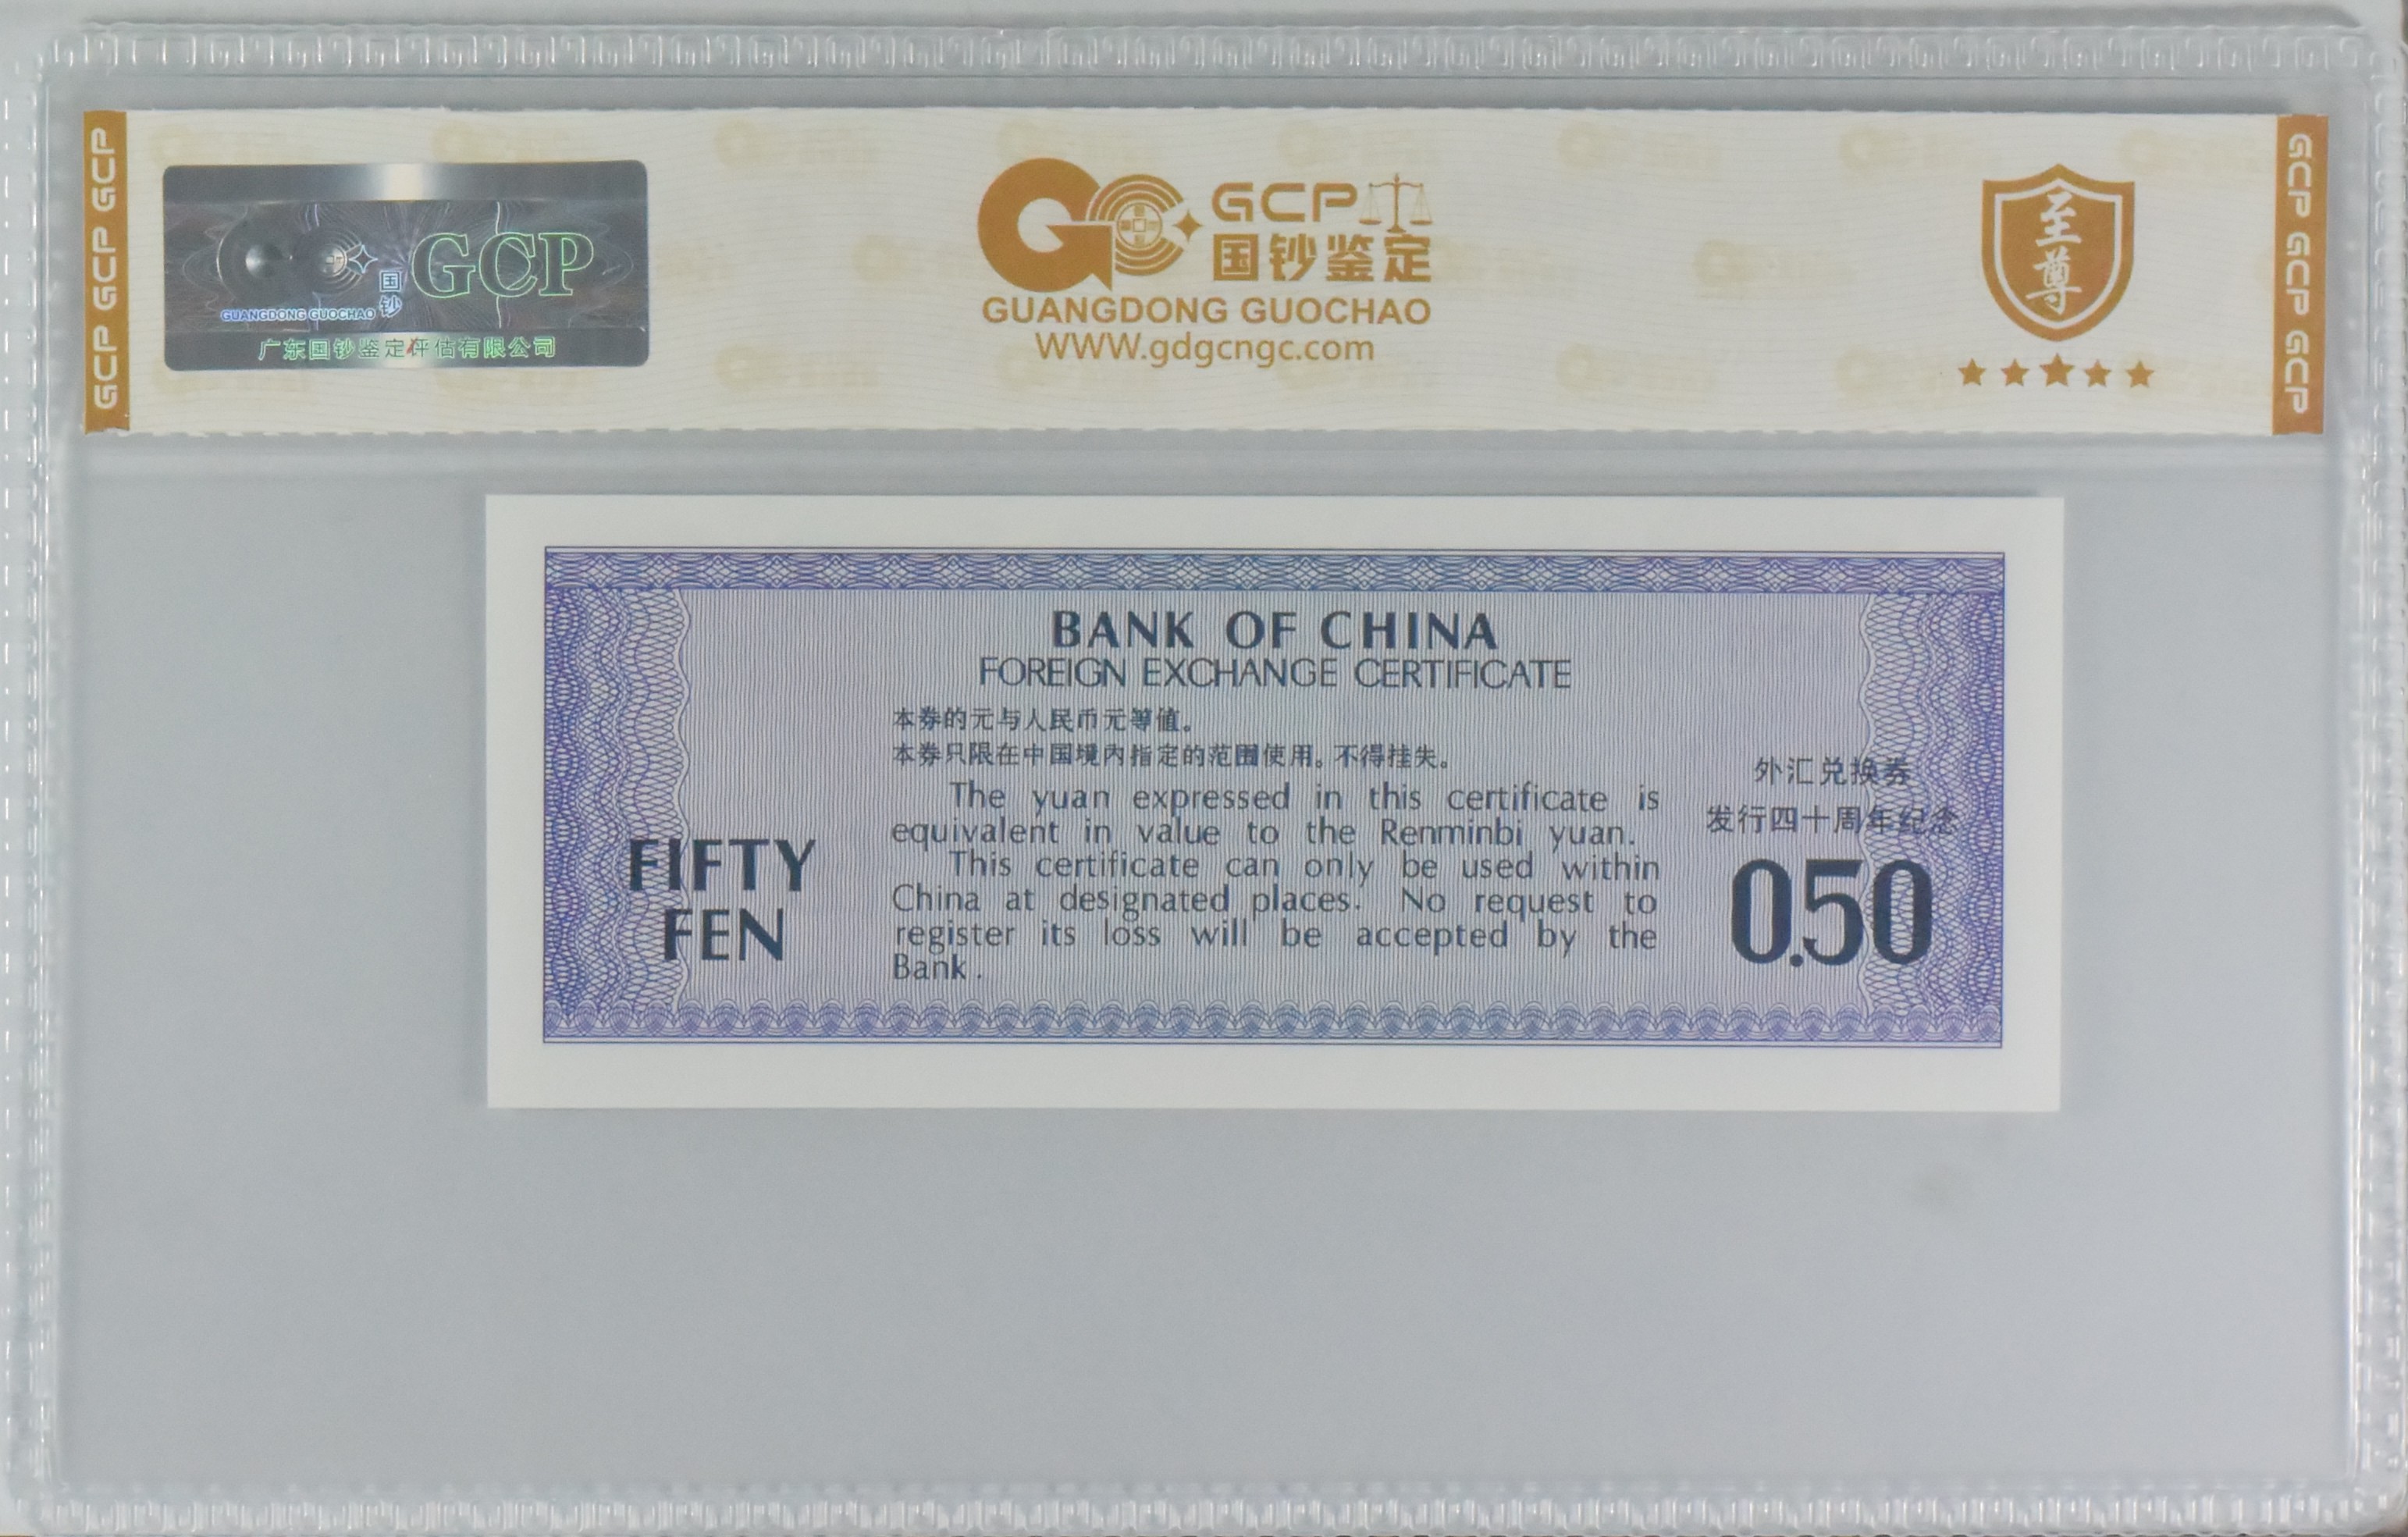 GCP GCP GCP
国钞
GCP
GUANGDONG GUOCHAO
广东国钞鉴定评估有限公司
GCP
国钞鉴定
GUANGDONG GUOCHAO
WWW.gdgcngc.com
至尊
GCP GCP GCP
BANK OF CHINA
FOREIGN EXCHANGE CERTIFICATE
本券的元与人民币元等值。
本券只限在中国境内指定的范围使用。不得挂失。
The yuan expressed in this certificate is
equivalent in value to the Renminbi yuan.
This certificate can only be used within
China at designated places. No request to
register its loss will be accepted by the
Bank.
FIFTY
FEN
外汇兑换券
发行四十周年纪念
0.50